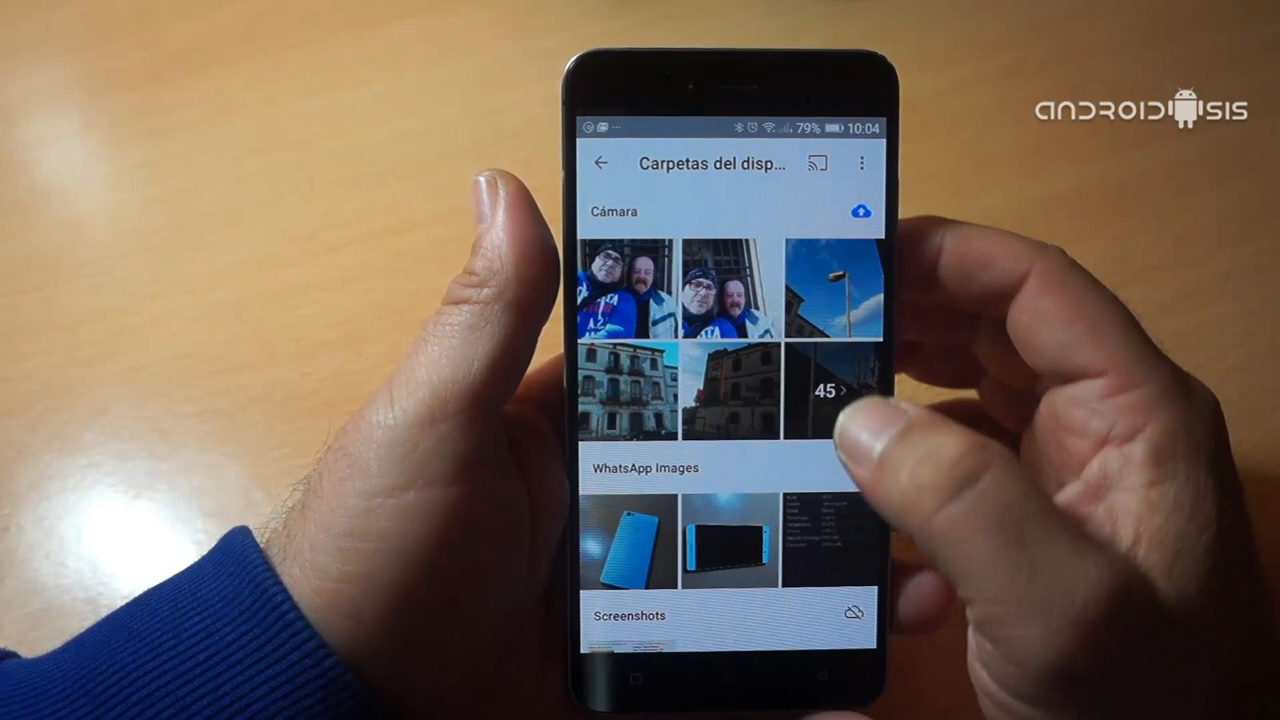 ANDROIDSIS
79% 10:04
Carpetas del disp...
Cámara
45 >
WhatsApp Images
Screenshots